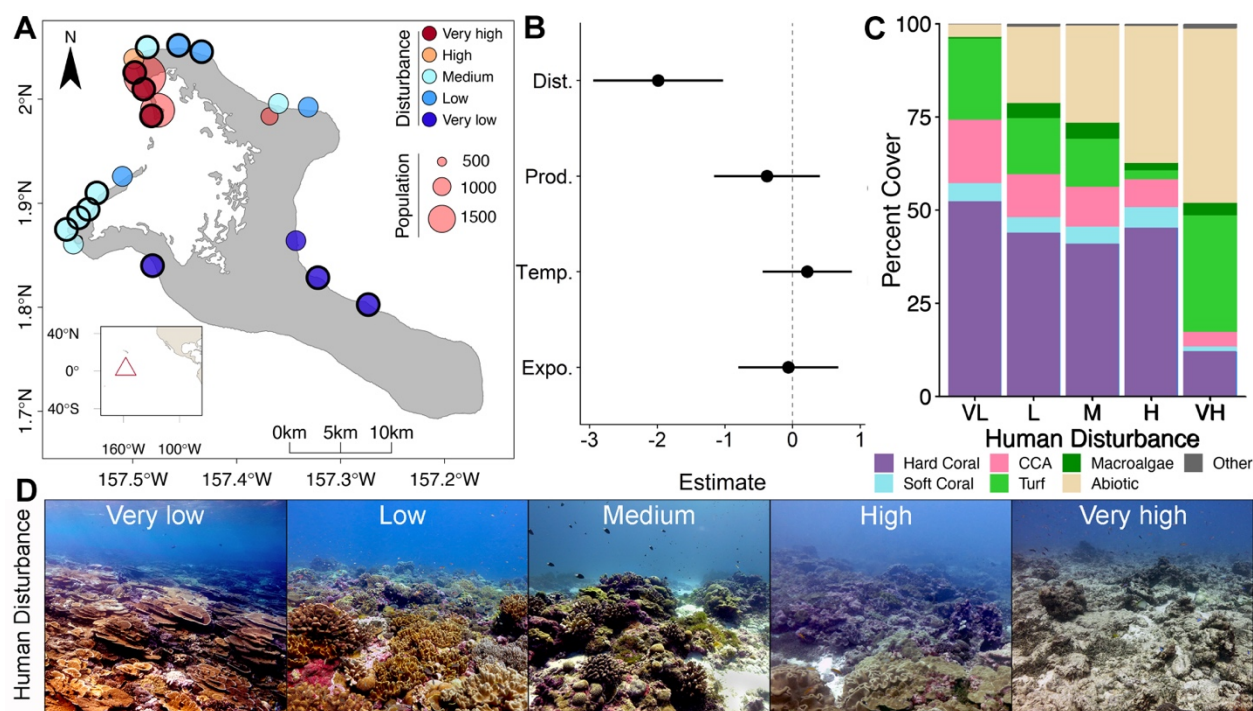 A
N
Disturbance
Very high
High
Medium
Low
Very low
Population
500
1000
1500
2°N
1.9°N
1.8°N
1.7°N
40°N
0°
40°S
160°W 100°W
0km 5km 10km
157.5°W 157.4°W 157.3°W 157.2°W
B
Dist.
Prod.
Temp.
Expo.
-3 -2 -1 0 1
Estimate
C
Percent Cover
100
75
50
25
0
VL L M H VH
Human Disturbance
Hard Coral CCA Macroalgae Other
Soft Coral Turf Abiotic
D
Human Disturbance
Very low Low Medium High Very high